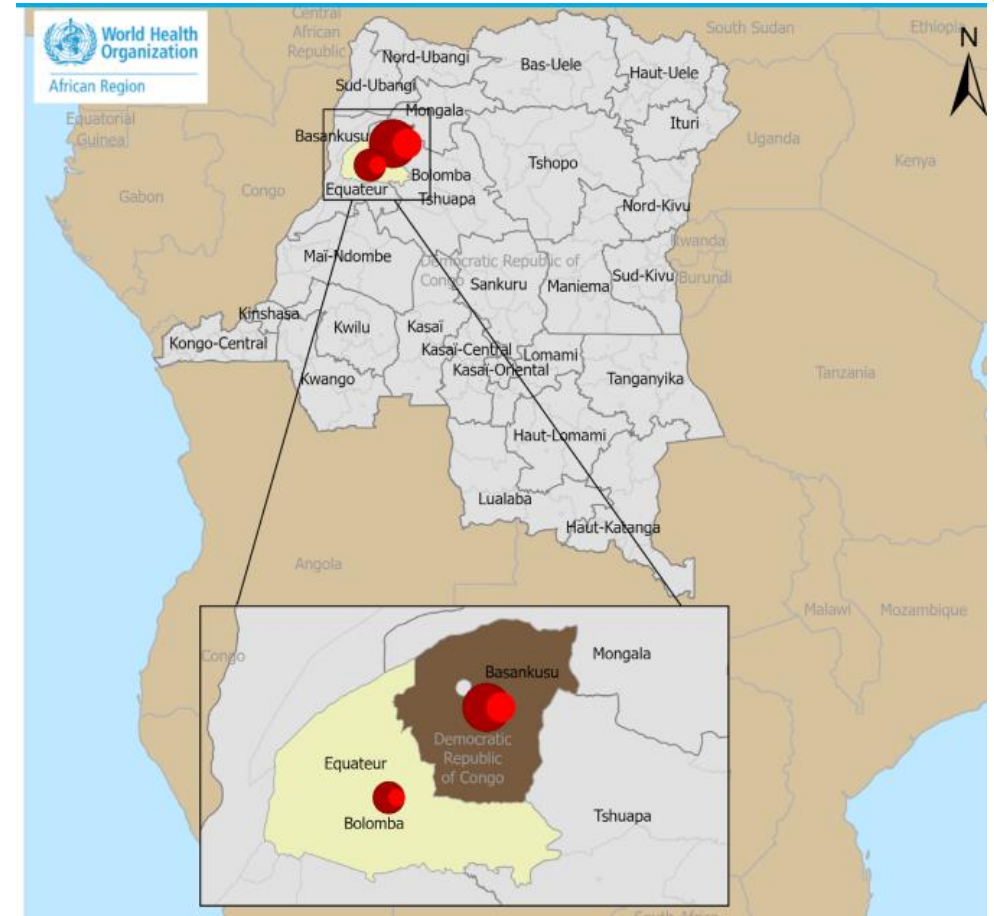 World Health
Organization
African Region
N
Central
African
Republic
South Sudan
Ethiopia
Nord-Ubangi
Bas-Uele
Haut-Uele
Sud-Ubangi
Mongala
Equatorial
Guinea
Ituri
Basankusu
Uganda
Kenya
Tshopo
Bolomba
Gabon
Congo
Equateur
Tshuapa
Nord-Kivu
Rwanda
Maï-Ndombe
Democratic Republic of
Congo
Sankuru
Maniema
Sud-Kivu
Burundi
Kinshasa
Kwilu
Kasaï
Kongo-Central
Kasaï-Central
Lomami
Kasaï-Oriental
Kwango
Tanganyika
Tanzania
Haut-Lomami
Lualaba
Haut-Katanga
Angola
Malawi
Mozambique
Congo
Mongala
Basankusu
Democratic
Republic
of Congo
Equateur
Bolomba
Tshuapa
South Africa